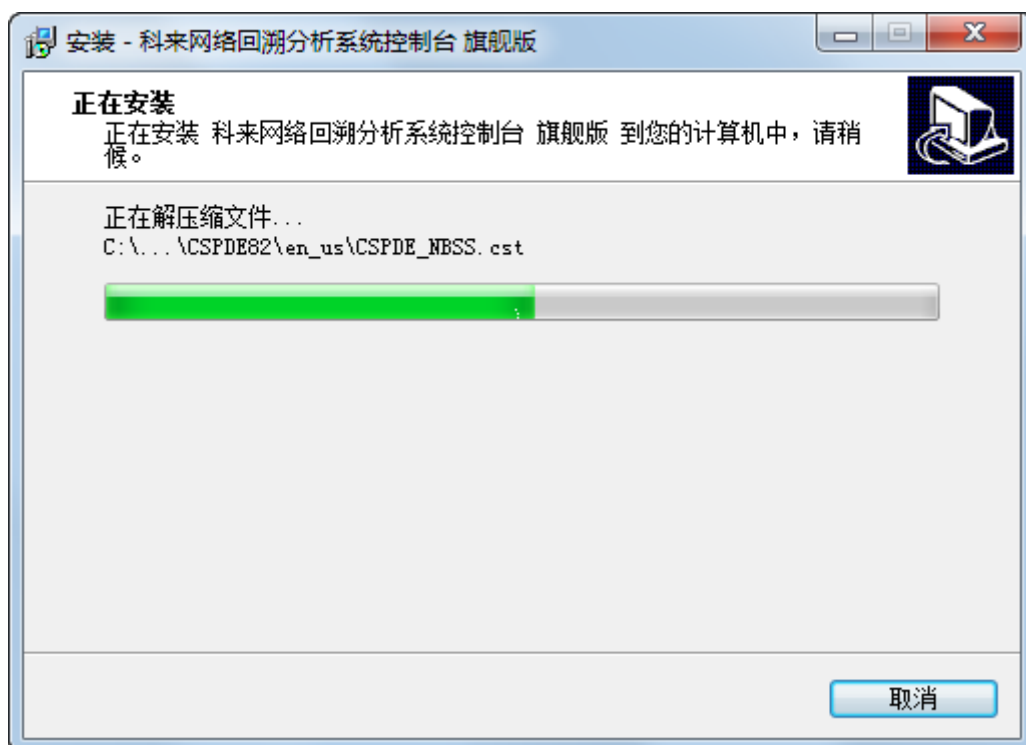 安装 - 科来网络回溯分析系统控制台 旗舰版
正在安装
正在安装 科来网络回溯分析系统控制台 旗舰版 到您的计算机中，请稍
候。
正在解压缩文件...
C:\...\CSPDE82\en_us\CSPDE_NBSS.cst
取消